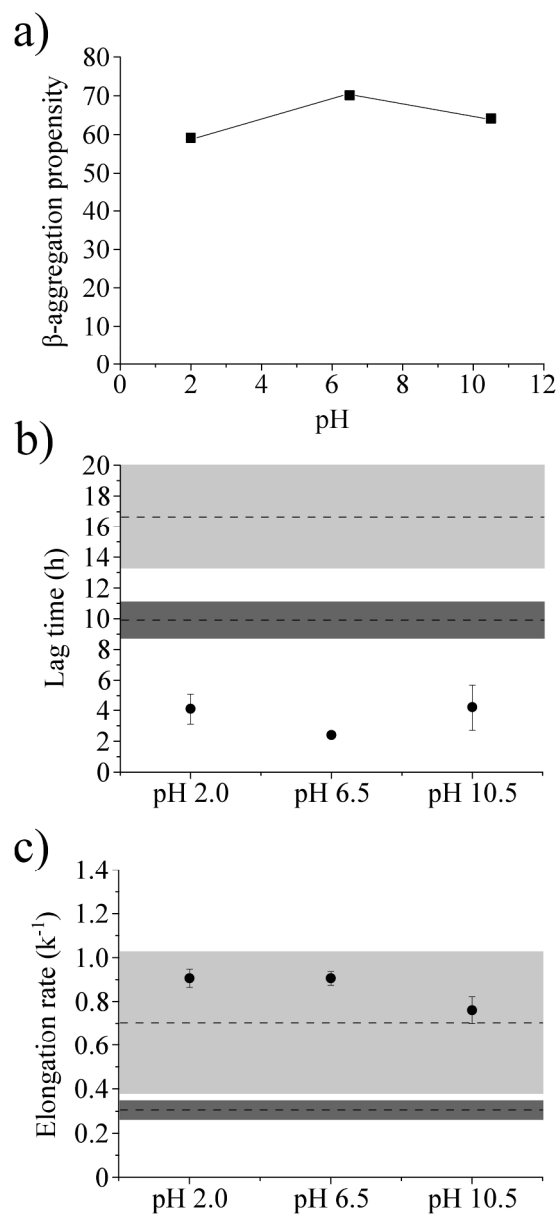 a)
80
70
60
50
40
30
20
10
0
β-aggregation propensity
0 2 4 6 8 10 12
pH
b)
20
18
16
14
12
10
8
6
4
2
0
Lag time (h)
pH 2.0 pH 6.5 pH 10.5
c)
1.4
1.2
1.0
0.8
0.6
0.4
0.2
0
Elongation rate (k⁻¹)
pH 2.0 pH 6.5 pH 10.5